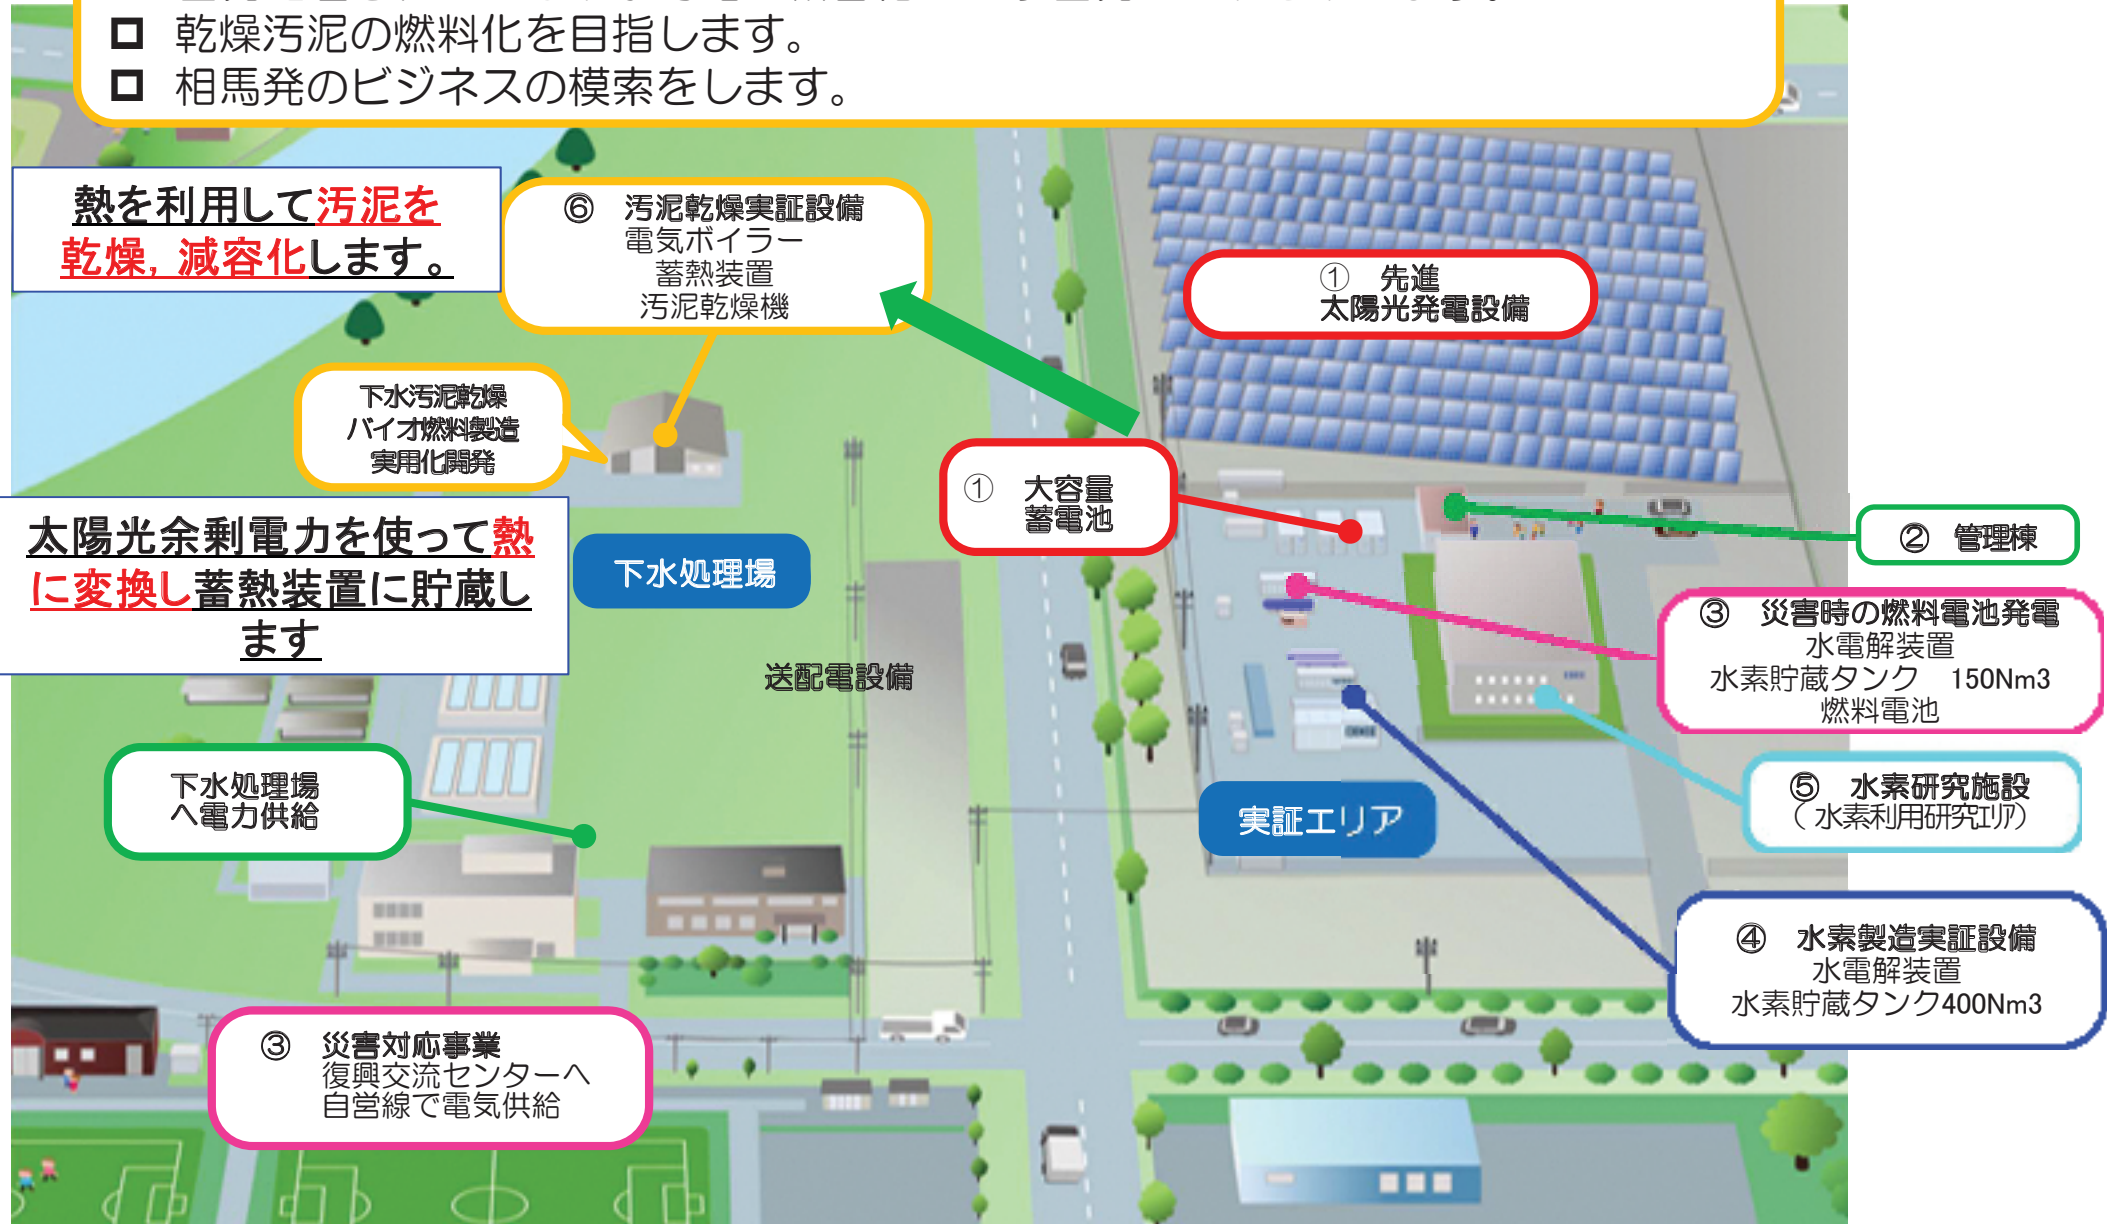 乾燥汚泥の燃料化を目指します。
相馬発のビジネスの模索をします。
熱を利用して汚泥を
乾燥, 減容化します。
⑥ 汚泥乾燥実証設備
電気ボイラー
蓄熱装置
汚泥乾燥機
① 先進
太陽光発電設備
下水汚泥乾燥
バイオ燃料製造
実用化開発
① 大容量
蓄電池
太陽光余剰電力を使って熱
に変換し蓄熱装置に貯蔵し
ます
下水処理場
② 管理棟
③ 災害時の燃料電池発電
水電解装置
水素貯蔵タンク 150Nm3
燃料電池
送配電設備
下水処理場
へ電力供給
実証エリア
⑤ 水素研究施設
（水素利用研究エリア）
④ 水素製造実証設備
水電解装置
水素貯蔵タンク400Nm3
③ 災害対応事業
復興交流センターへ
自営線で電気供給